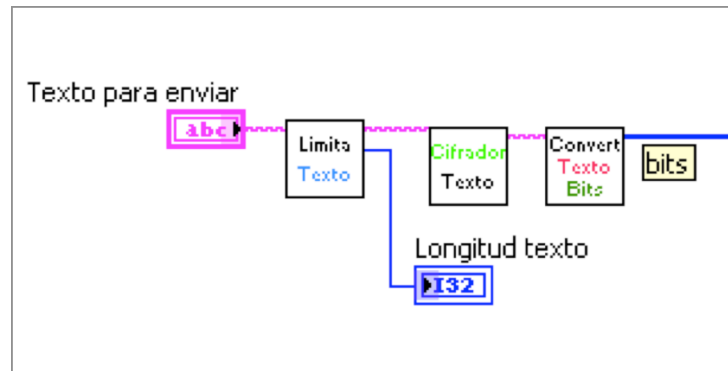 Texto para enviar
abc
Limita
Texto
Cifrador
Texto
Convert
Texto
Bits
bits
Longitud texto
I32